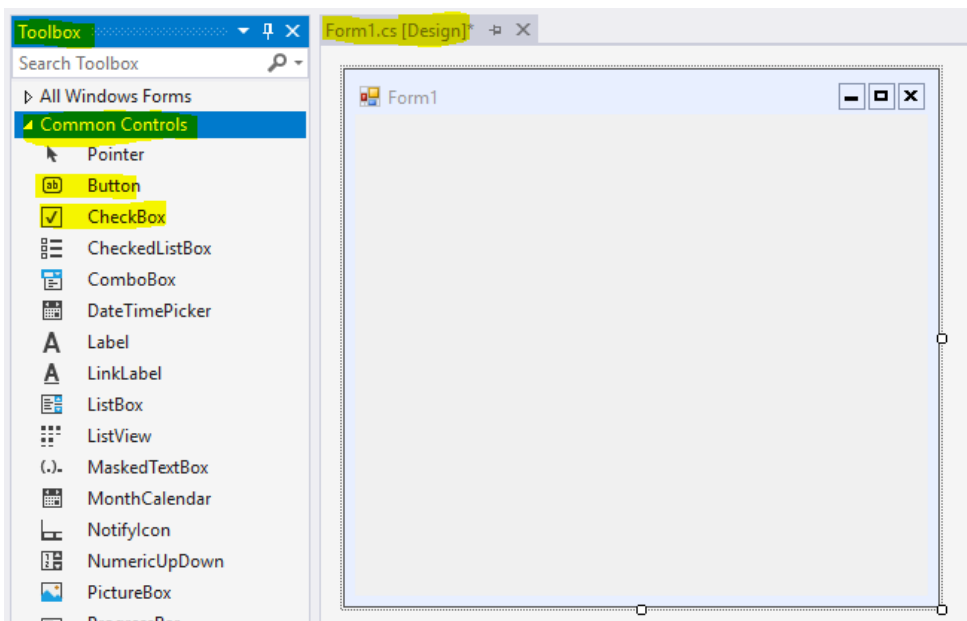 Toolbox
Search Toolbox
All Windows Forms
Common Controls
Pointer
ab Button
CheckBox
CheckedListBox
ComboBox
DateTimePicker
A Label
A LinkLabel
ListBox
ListView
(.). MaskedTextBox
MonthCalendar
NotifyIcon
NumericUpDown
PictureBox
Form1.cs [Design]*
Form1